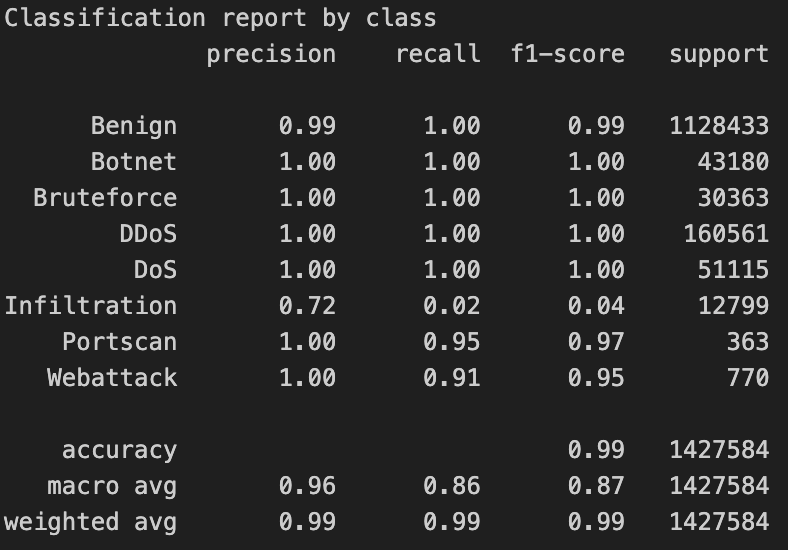 Classification report by class
precision recall f1-score support
Benign 0.99 1.00 0.99 1128433
Botnet 1.00 1.00 1.00 43180
Bruteforce 1.00 1.00 1.00 30363
DDoS 1.00 1.00 1.00 160561
DoS 1.00 1.00 1.00 51115
Infiltration 0.72 0.02 0.04 12799
Portscan 1.00 0.95 0.97 363
Webattack 1.00 0.91 0.95 770
accuracy 0.99 1427584
macro avg 0.96 0.86 0.87 1427584
weighted avg 0.99 0.99 0.99 1427584